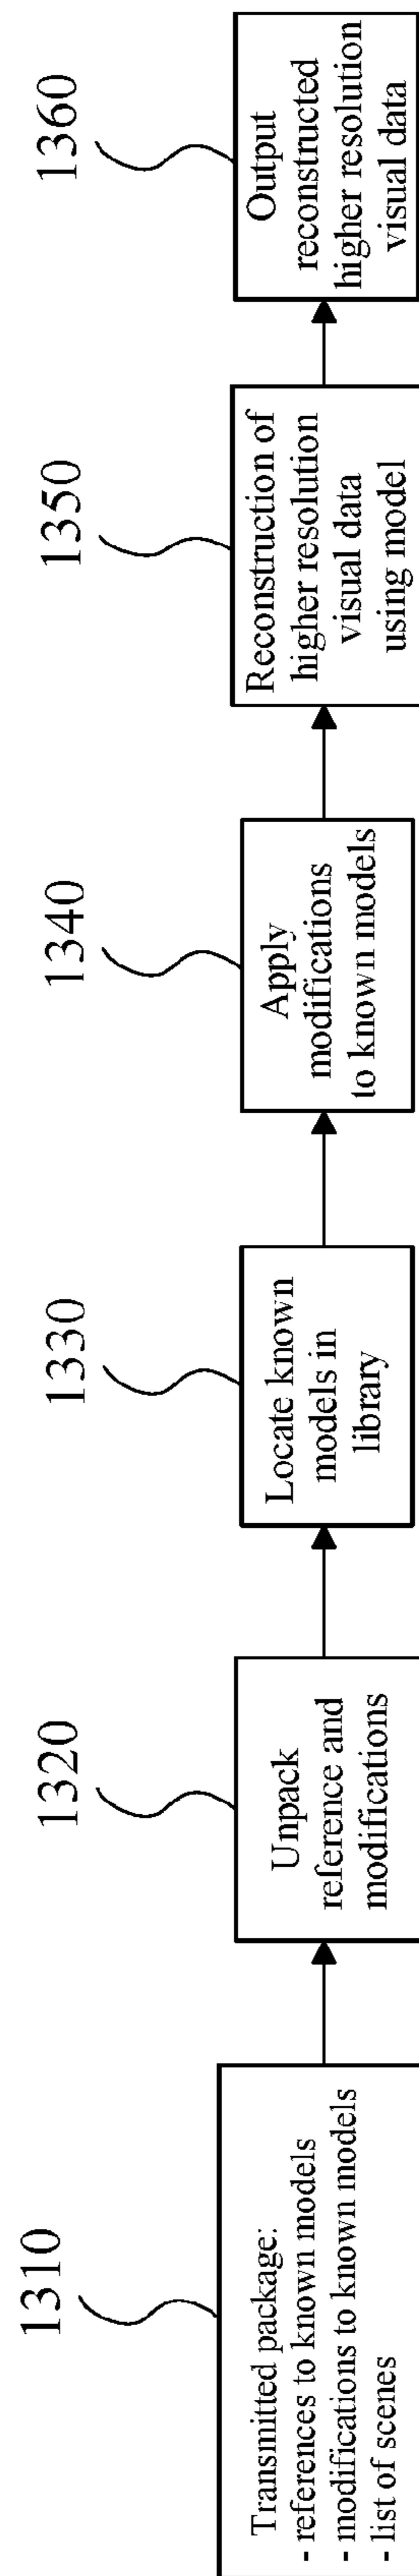 1310
Transmitted package:
- references to known models
- modifications to known models
- list of scenes
1320
Unpack
reference and
modifications
1330
Locate known
models in
library
1340
Apply
modifications
to known models
1350
Reconstruction of
higher resolution
visual data
using model
1360
Output
reconstructed
higher resolution
visual data